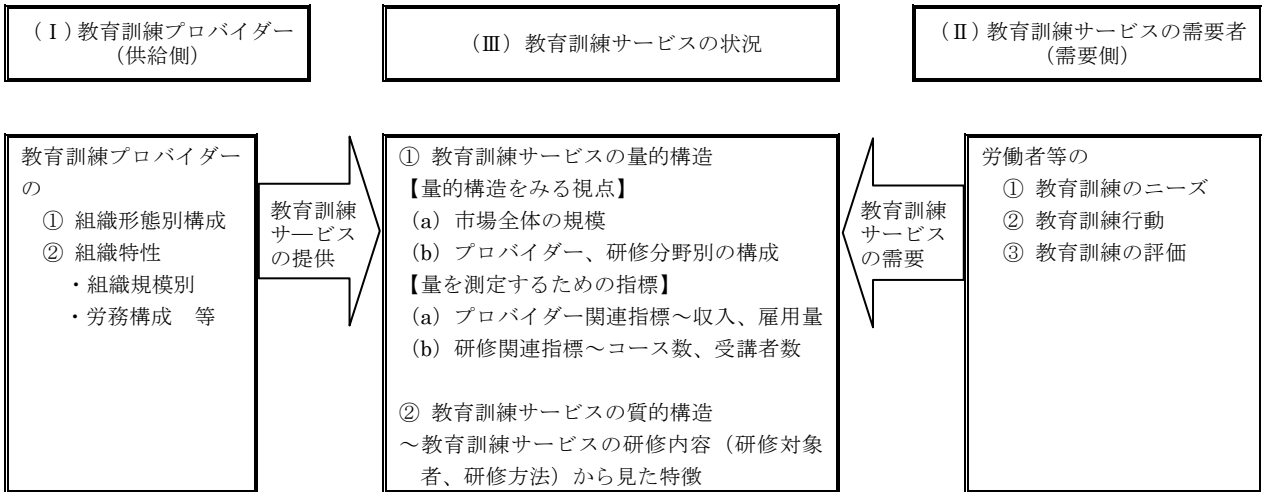 (Ⅰ)教育訓練プロバイダー
(供給側)
(Ⅲ) 教育訓練サービスの状況
(Ⅱ)教育訓練サービスの需要者
(需要側)
教育訓練プロバイダー
の
① 組織形態別構成
② 組織特性
・組織規模別
・労務構成 等
教育訓練
サービス
の提供
① 教育訓練サービスの量的構造
【量的構造をみる視点】
(a) 市場全体の規模
(b) プロバイダー、研修分野別の構成
【量を測定するための指標】
(a) プロバイダー関連指標~収入、雇用量
(b) 研修関連指標~コース数、受講者数
② 教育訓練サービスの質的構造
~教育訓練サービスの研修内容(研修対象
者、研修方法)から見た特徴
教育訓練
サービス
の需要
労働者等の
① 教育訓練のニーズ
② 教育訓練行動
③ 教育訓練の評価